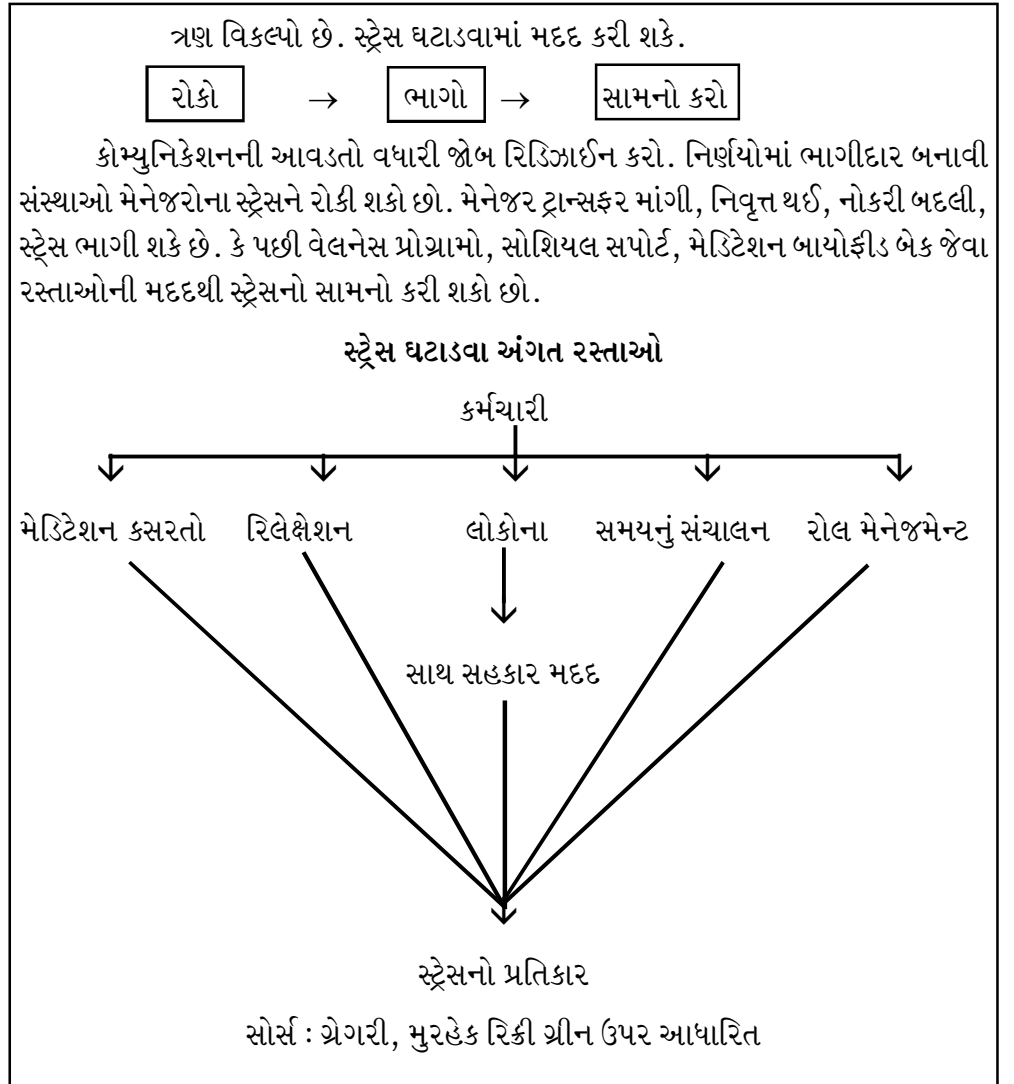 ત્રણ વિકલ્પો છે. સ્ટ્રેસ ઘટાડવામાં મદદ કરી શકે.
રોકો → ભાગો → સામનો કરો
કોમ્યુનિકેશનની આવડતો વધારી જોબ રિડિઝાઈન કરો. નિર્ણયોમાં ભાગીદાર બનાવી
સંસ્થાઓ મેનેજરોના સ્ટ્રેસને રોકી શકો છો. મેનેજર ટ્રાન્સફર માંગી, નિવૃત્ત થઈ, નોકરી બદલી,
સ્ટ્રેસ ભાગી શકે છે. કે પછી વેલનેસ પ્રોગ્રામો, સોશિયલ સપોર્ટ, મેડિટેશન બાયોફીડ બેક જેવા
રસ્તાઓની મદદથી સ્ટ્રેસનો સામનો કરી શકો છો.
સ્ટ્રેસ ઘટાડવા અંગત રસ્તાઓ
કર્મચારી
મેડિટેશન કસરતો રિલેક્ષેશન લોકોના સમયનું સંચાલન રોલ મેનેજમેન્ટ
સાથ સહકાર મદદ
સ્ટ્રેસનો પ્રતિકાર
સોર્સ : ગ્રેગરી, મુરહેક રિક્રી ગ્રીન ઉપર આધારિત